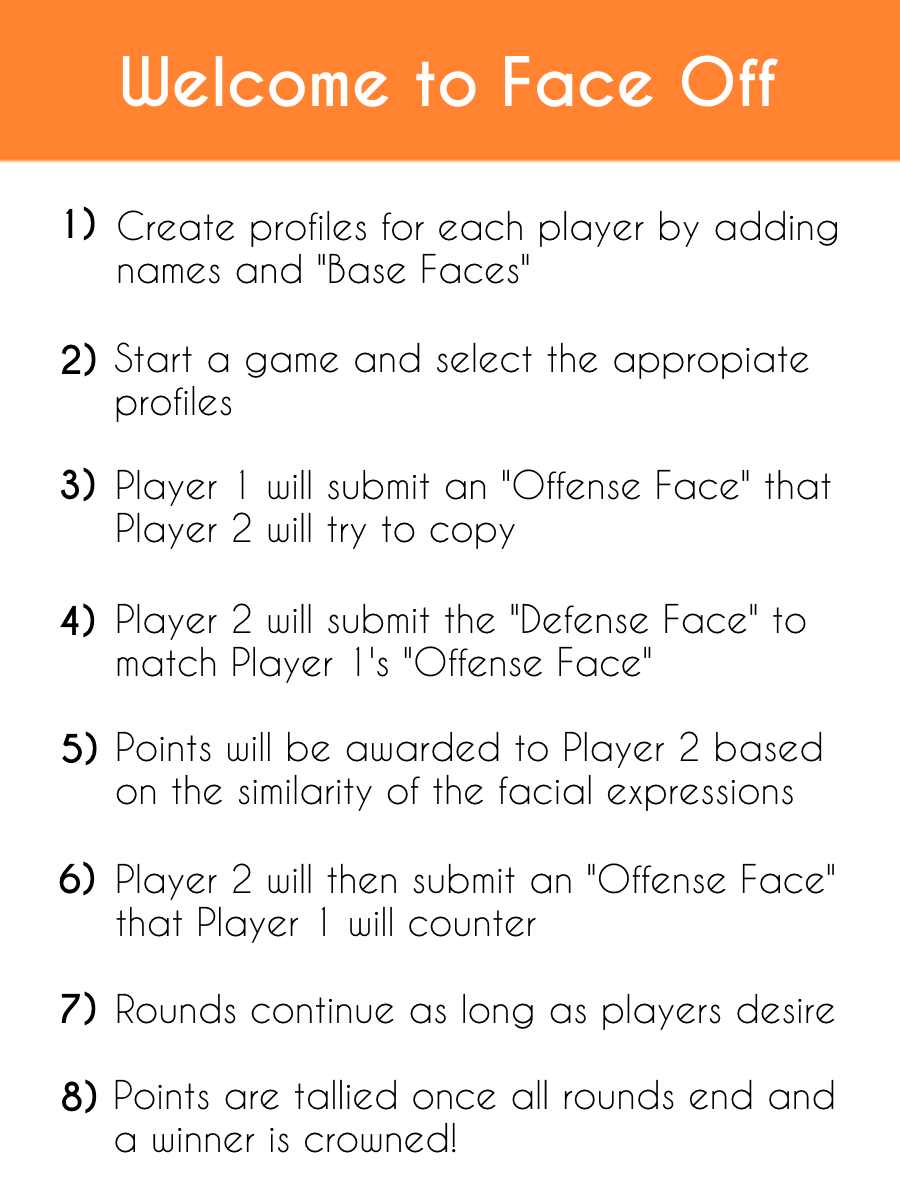 Welcome to Face Off
1) Create profiles for each player by adding
names and "Base Faces"
2) Start a game and select the appropiate
profiles
3) Player 1 will submit an "Offense Face" that
Player 2 will try to copy
4) Player 2 will submit the "Defense Face" to
match Player 1's "Offense Face"
5) Points will be awarded to Player 2 based
on the similarity of the facial expressions
6) Player 2 will then submit an "Offense Face"
that Player 1 will counter
7) Rounds continue as long as players desire
8) Points are tallied once all rounds end and
a winner is crowned!